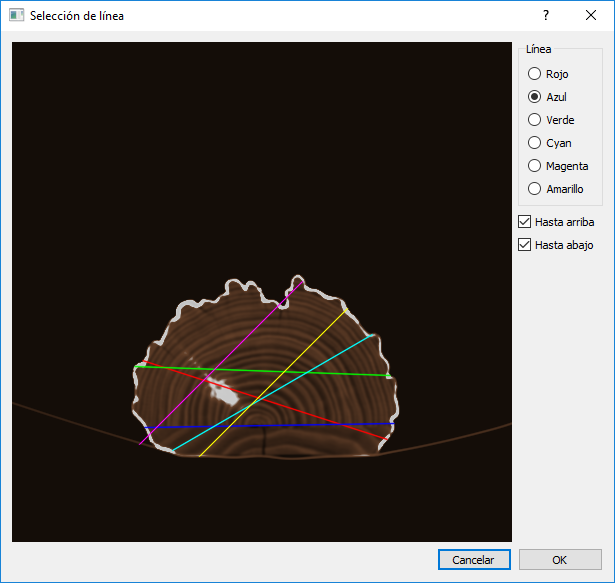 Selección de línea
Línea
Rojo
Azul
Verde
Cyan
Magenta
Amarillo
Hasta arriba
Hasta abajo
Cancelar
OK